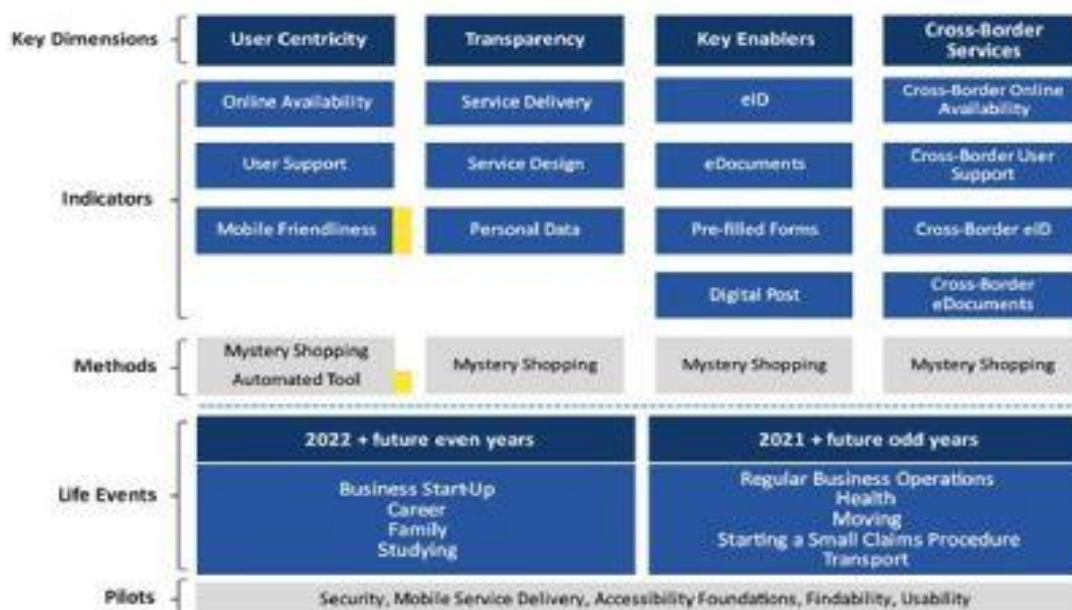 Key Dimensions
User Centricity
Transparency
Key Enablers
Cross-Border
Services
Indicators
Online Availability
Service Delivery
eID
Cross-Border Online
Availability
User Support
Service Design
eDocuments
Cross-Border User
Support
Mobile Friendliness
Personal Data
Pre-filled Forms
Cross-Border eID
Digital Post
Cross-Border
eDocuments
Methods
Mystery Shopping
Automated Tool
Mystery Shopping
Mystery Shopping
Mystery Shopping
Life Events
2022 + future even years
Business Start-Up
Career
Family
Studying
2021 + future odd years
Regular Business Operations
Health
Moving
Starting a Small Claims Procedure
Transport
Pilots
Security, Mobile Service Delivery, Accessibility Foundations, Findability, Usability